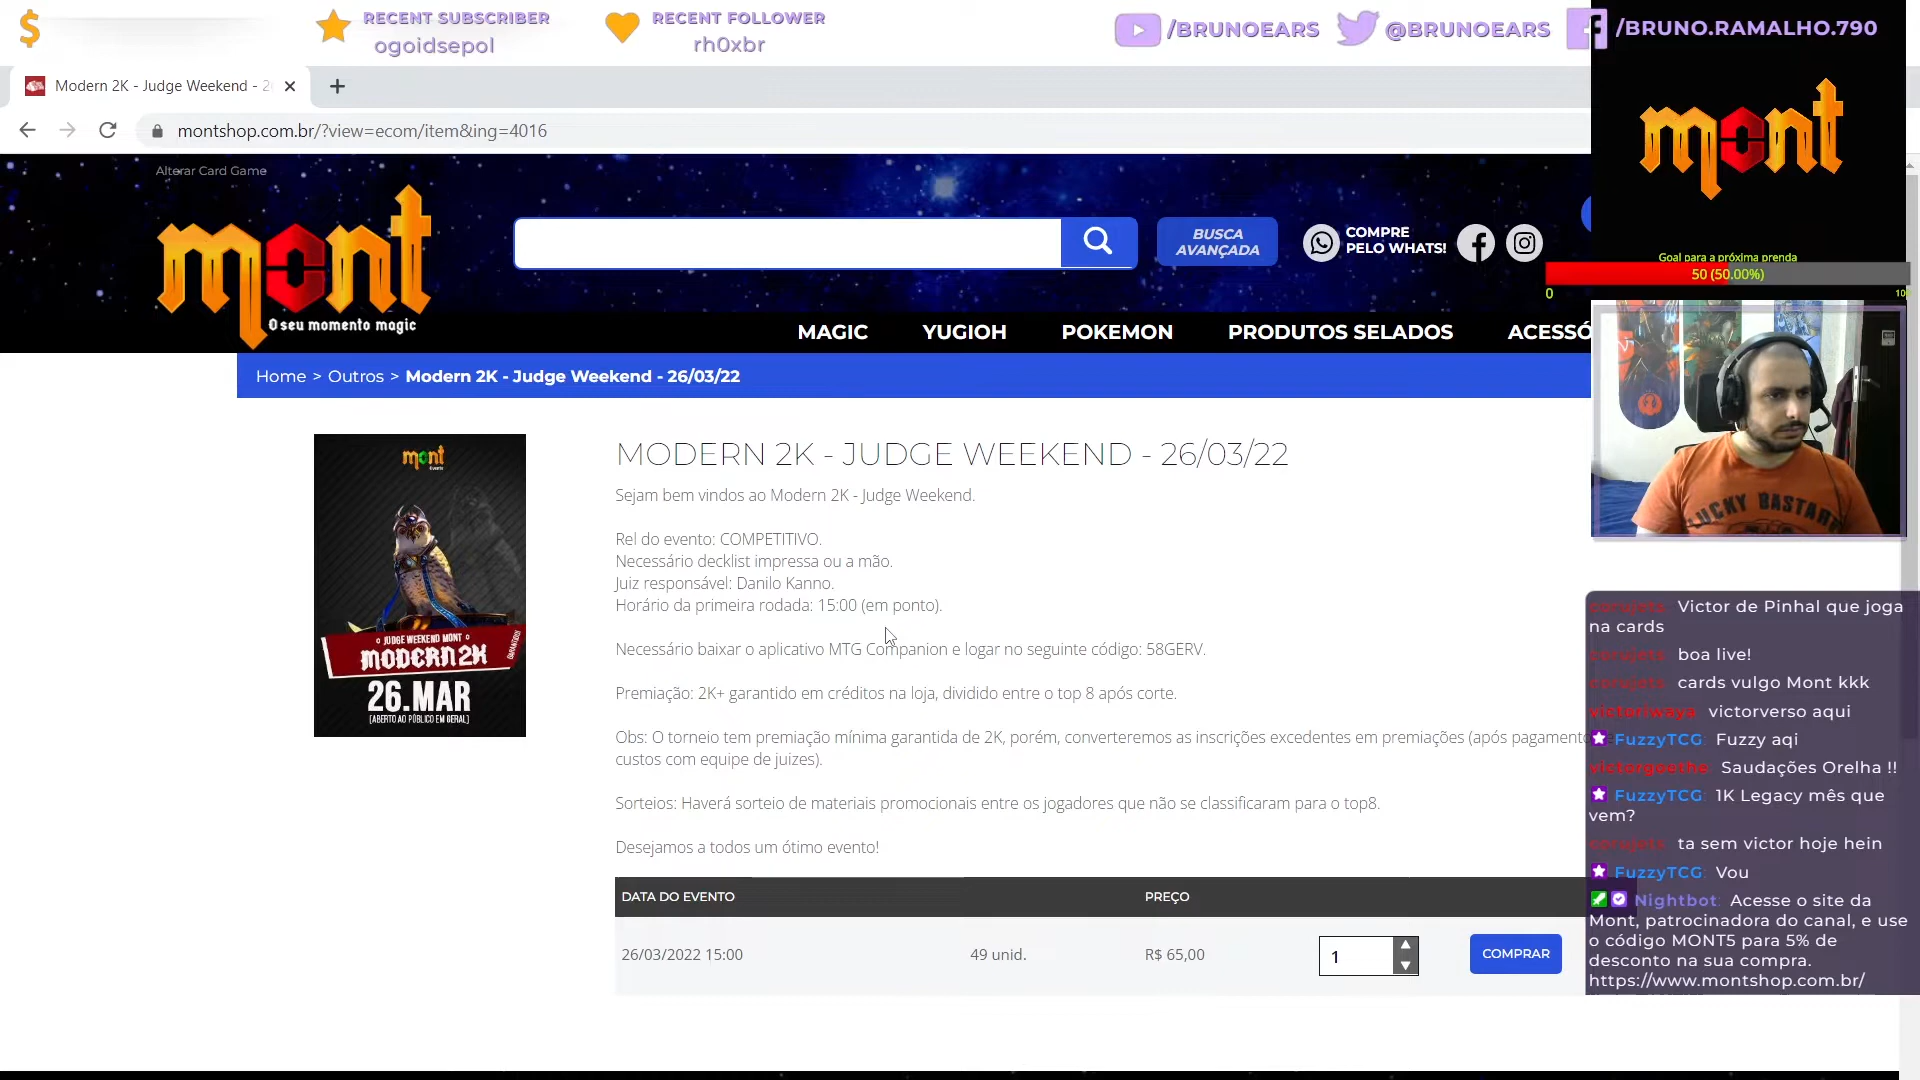 RECENT SUBSCRIBER
ogoidsepol
RECENT FOLLOWER
rh0xbr
/BRUNOEARS
@BRUNOEARS
/BRUNO.RAMALHO.790
Modern 2K - Judge Weekend - 2
montshop.com.br/?view=ecom/item&ing=4016
mont
Goal para a próxima prenda
50 (50.00%)
0
Alterar Card Game
mont
O seu momento magic
BUSCA
AVANÇADA
COMPRE
PELO WHATS!
MAGIC
YUGIOH
POKEMON
PRODUTOS SELADOS
ACESSÓ
Home > Outros > Modern 2K - Judge Weekend - 26/03/22
mont
JUDGE WEEKEND MONT
MODERN2K
26.MAR
[ABERTO AO PÚBLICO EM GERAL]
LUCKY BASTARD
MODERN 2K - JUDGE WEEKEND - 26/03/22
Sejam bem vindos ao Modern 2K - Judge Weekend.
Rel do evento: COMPETITIVO.
Necessário decklist impressa ou a mão.
Juiz responsável: Danilo Kanno.
Horário da primeira rodada: 15:00 (em ponto).
Necessário baixar o aplicativo MTG Companion e logar no seguinte código: 58GERV.
Premiação: 2K+ garantido em créditos na loja, dividido entre o top 8 após corte.
Obs: O torneio tem premiação mínima garantida de 2K, porém, converteremos as inscrições excedentes em premiações (após pagamento
custos com equipe de juizes).
Sorteios: Haverá sorteio de materiais promocionais entre os jogadores que não se classificaram para o top8.
Desejamos a todos um ótimo evento!
DATA DO EVENTO
PREÇO
26/03/2022 15:00
49 unid.
R$ 65,00
1
COMPRAR
Victor de Pinhal que joga
na cards
boa live!
cards vulgo Mont kkk
victoriwaya victorverso aqui
FuzzyTCG: Fuzzy aqi
victorgoethe Saudações Orelha !!
FuzzyTCG: 1K Legacy mês que
vem?
ta sem victor hoje hein
FuzzyTCG: Vou
Nightbot: Acesse o site da
Mont, patrocinadora do canal, e use
o código MONT5 para 5% de
desconto na sua compra.
https://www.montshop.com.br/